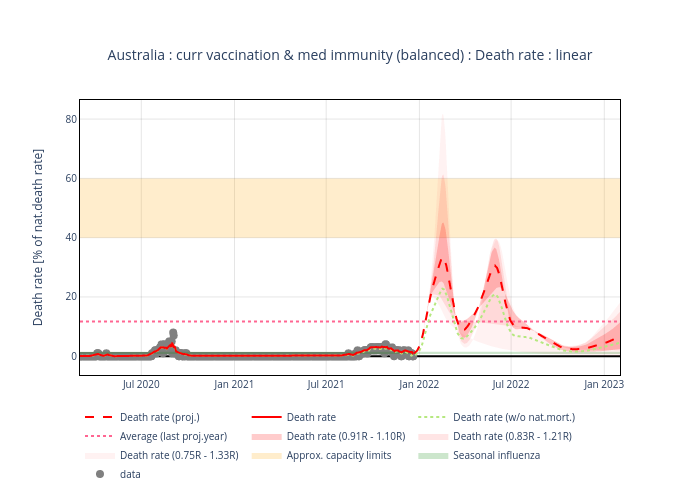 Australia : curr vaccination & med immunity (balanced) : Death rate : linear
Death rate [% of nat.death rate]
80
60
40
20
0
Jul 2020
Jan 2021
Jul 2021
Jan 2022
Jul 2022
Jan 2023
Death rate (proj.)
Death rate
Death rate (w/o nat.mort.)
Average (last proj.year)
Death rate (0.91R - 1.10R)
Death rate (0.83R - 1.21R)
Death rate (0.75R - 1.33R)
Approx. capacity limits
Seasonal influenza
data